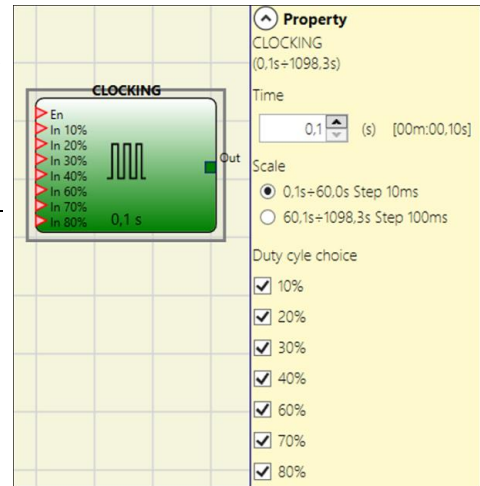 CLOCKING
En
In 10%
In 20%
In 30%
In 40%
In 60%
In 70%
In 80%
Out
0,1 s
Property
CLOCKING
(0,1s÷1098,3s)
Time
0,1 (s) [00m:00,10s]
Scale
0,1s÷60,0s Step 10ms
60,1s÷1098,3s Step 100ms
Duty cyle choice
10%
20%
30%
40%
60%
70%
80%